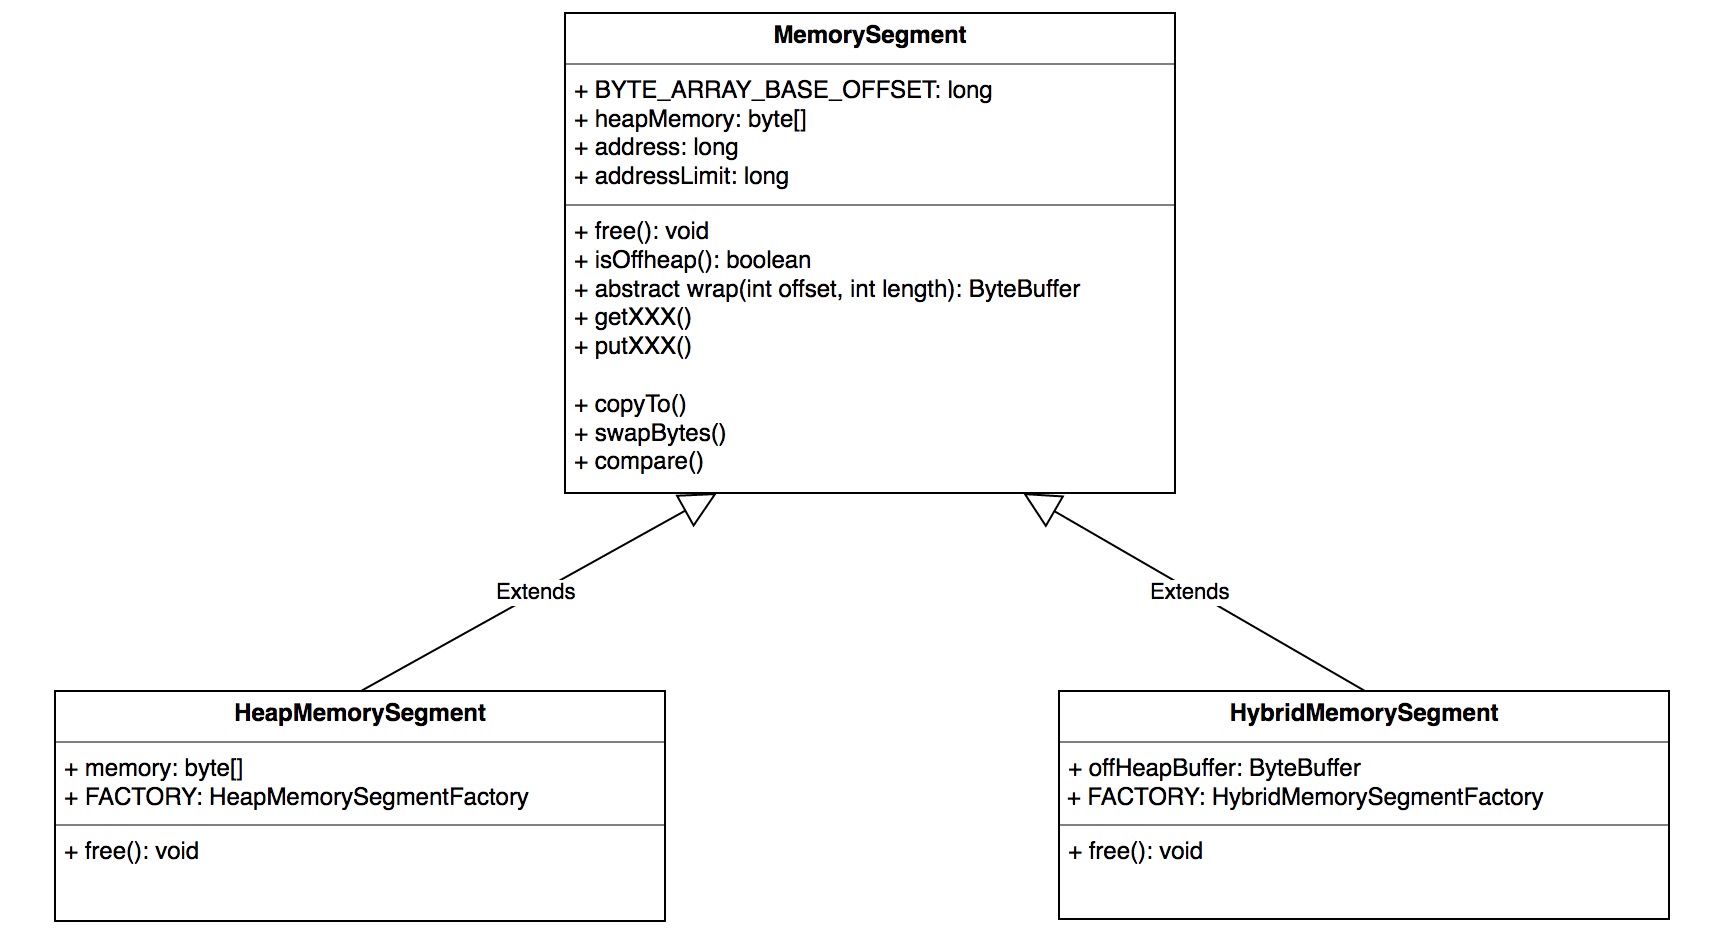 MemorySegment
+ BYTE_ARRAY_BASE_OFFSET: long
+ heapMemory: byte[]
+ address: long
+ addressLimit: long
+ free(): void
+ isOffheap(): boolean
+ abstract wrap(int offset, int length): ByteBuffer
+ getXXX()
+ putXXX()
+ copyTo()
+ swapBytes()
+ compare()
Extends
Extends
HeapMemorySegment
+ memory: byte[]
+ FACTORY: HeapMemorySegmentFactory
+ free(): void
HybridMemorySegment
+ offHeapBuffer: ByteBuffer
+ FACTORY: HybridMemorySegmentFactory
+ free(): void